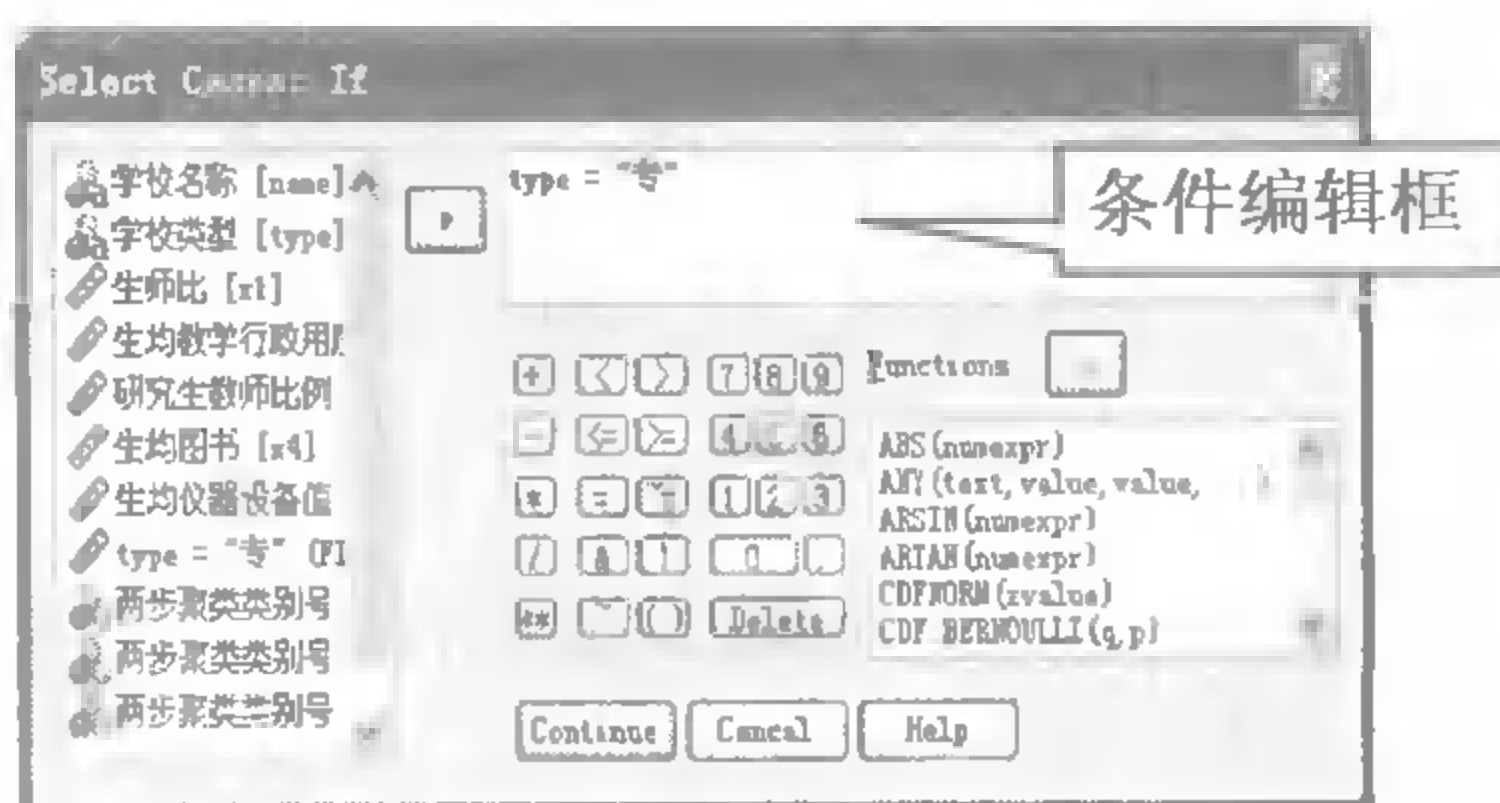 Select Cases: If
学校名称 [name]
学校类型 [type]
生师比 [x1]
生均教学行政用
研究生教师比例
生均图书 [x4]
生均仪器设备值
type = "专" (FI
两步聚类类别号
两步聚类类别号
两步聚类类别号
type = "专"
条件编辑框
+ < > 7 8 9
- <= >= 4 5 6
* = ~= 1 2 3
/ & | 0 .
** ~ () Delete
Functions
ABS(numexpr)
ANY(test,value,value,
ARSIN(numexpr)
ARTAN(numexpr)
CDFNORM(zvalue)
CDF.BERNOULLI(q,p)
Continue Cancel Help